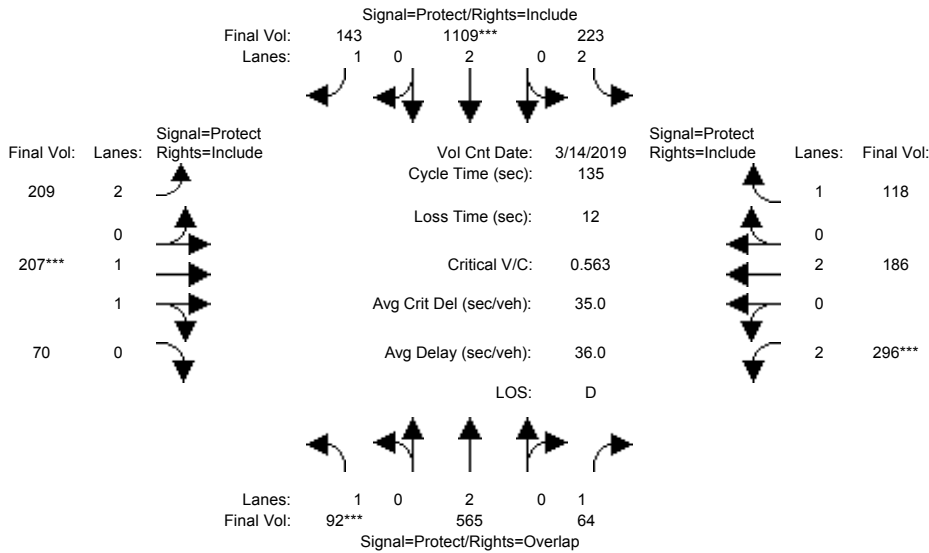 Signal=Protect/Rights=Include
Final Vol: 143 1109*** 223
Lanes: 1 0 2 0 2
Signal=Protect Signal=Protect
Final Vol: Lanes: Rights=Include Vol Cnt Date: 3/14/2019 Rights=Include Lanes: Final Vol:
Cycle Time (sec): 135
209 2 1 118
Loss Time (sec): 12
0 0
207*** 1 Critical V/C: 0.563 2 186
1 Avg Crit Del (sec/veh): 35.0 0
70 0 Avg Delay (sec/veh): 36.0 2 296***
LOS: D
Lanes: 1 0 2 0 1
Final Vol: 92*** 565 64
Signal=Protect/Rights=Overlap